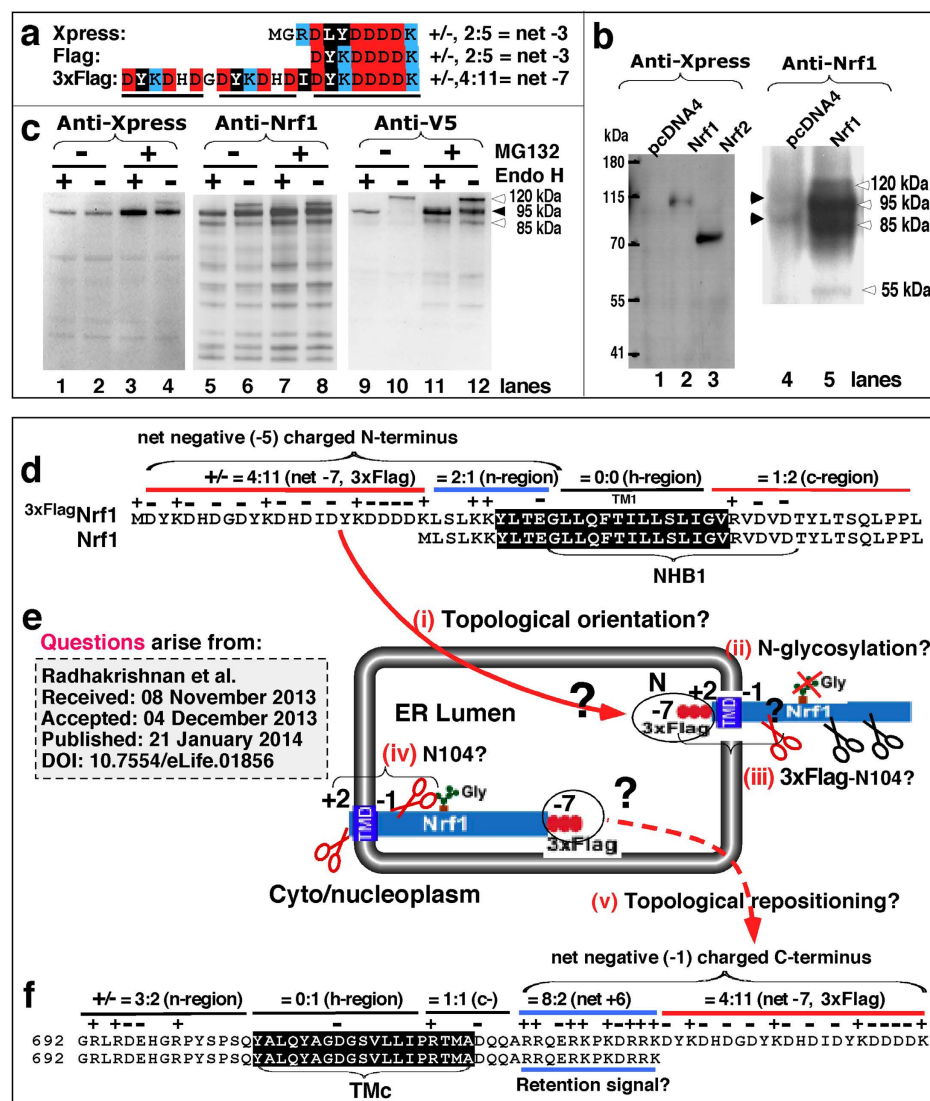 a
Xpress: MGRDLYDDDDK +/-, 2:5 = net -3
Flag: DYKDDDDK +/-, 2:5 = net -3
3xFlag: DYKDHDGDYKDHDIDYKDDDDK +/-,4:11= net -7
b
Anti-Xpress Anti-Nrf1
pcDNA4 Nrf1 Nrf2 pcDNA4 Nrf1
kDa
180
115
70
55
41
120 kDa
95 kDa
85 kDa
55 kDa
1 2 3 4 5 lanes
c
Anti-Xpress Anti-Nrf1 Anti-V5
- + - + - + MG132
+ - + - + - + - + - + - Endo H
120 kDa
95 kDa
85 kDa
1 2 3 4 5 6 7 8 9 10 11 12 lanes
d
net negative (-5) charged N-terminus
+/- = 4:11 (net -7, 3xFlag) = 2:1 (n-region) = 0:0 (h-region) = 1:2 (c-region)
TM1
3xFlagNrf1 MDYKDHDGDYKDHDIDYKDDDDKLSLKKYLTEGLLQFTILLSLIGVRVDVDTYLTSQLPPL
Nrf1 MLSLKKYLTEGLLQFTILLSLIGVRVDVDTYLTSQLPPL
NHB1
e
Questions arise from:
Radhakrishnan et al.
Received: 08 November 2013
Accepted: 04 December 2013
Published: 21 January 2014
DOI: 10.7554/eLife.01856
(i) Topological orientation?
(ii) N-glycosylation?
Gly
N
+2 -1 ?
-7
3xFlag
TMD
Nrf1
?
ER Lumen
(iii) 3xFlag-N104?
(iv) N104?
+2 -1
Gly
TMD
Nrf1
-7
3xFlag
?
Cyto/nucleoplasm
(v) Topological repositioning?
net negative (-1) charged C-terminus
f
+/- = 3:2 (n-region) = 0:1 (h-region) = 1:1 (c-) = 8:2 (net +6) = 4:11 (net -7, 3xFlag)
692 GRLRDEHGRPYSPSQYALQYAGDGSVLLIPRTMADQQARRQERKPKDRRKDYKDHDGDYKDHDIDYKDDDDK
692 GRLRDEHGRPYSPSQYALQYAGDGSVLLIPRTMADQQARRQERKPKDRRK
TMc
Retention signal?